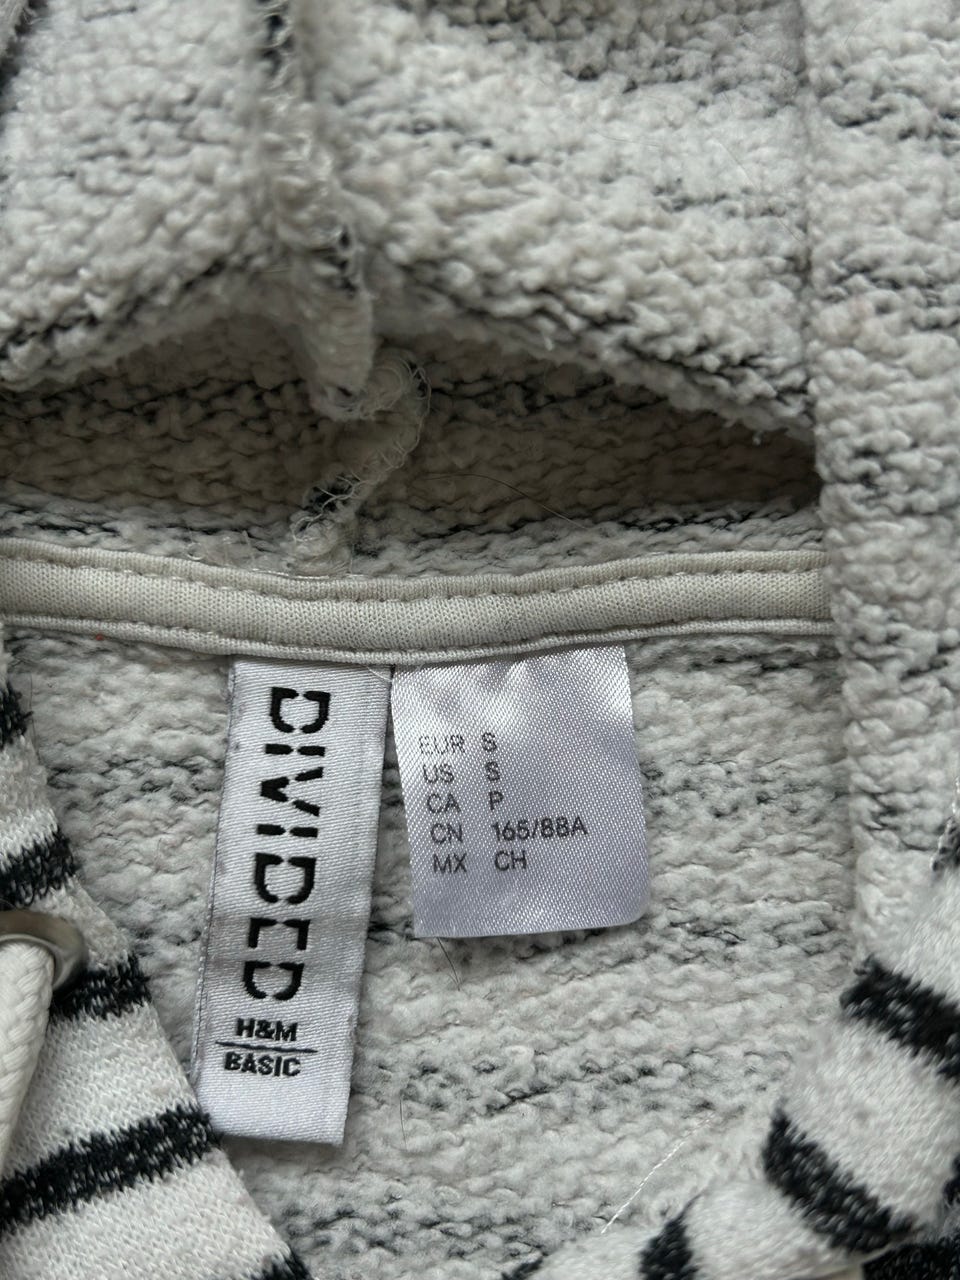 DIVIDED
H&M
BASIC
EUR S
US S
CA P
CN 165/88A
MX CH